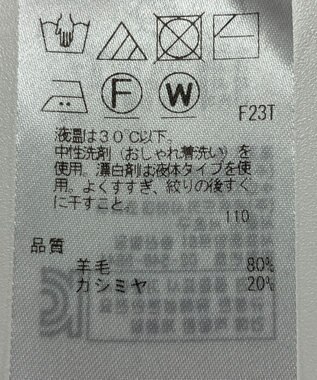 F W
F23T
液温は30℃以下。
中性洗剤（おしゃれ着洗い）を
使用。漂白剤は液体タイプを使
用。よくすすぎ、絞りの後すぐ
に干すこと。
110
品質
羊毛 80%
カシミヤ 20%